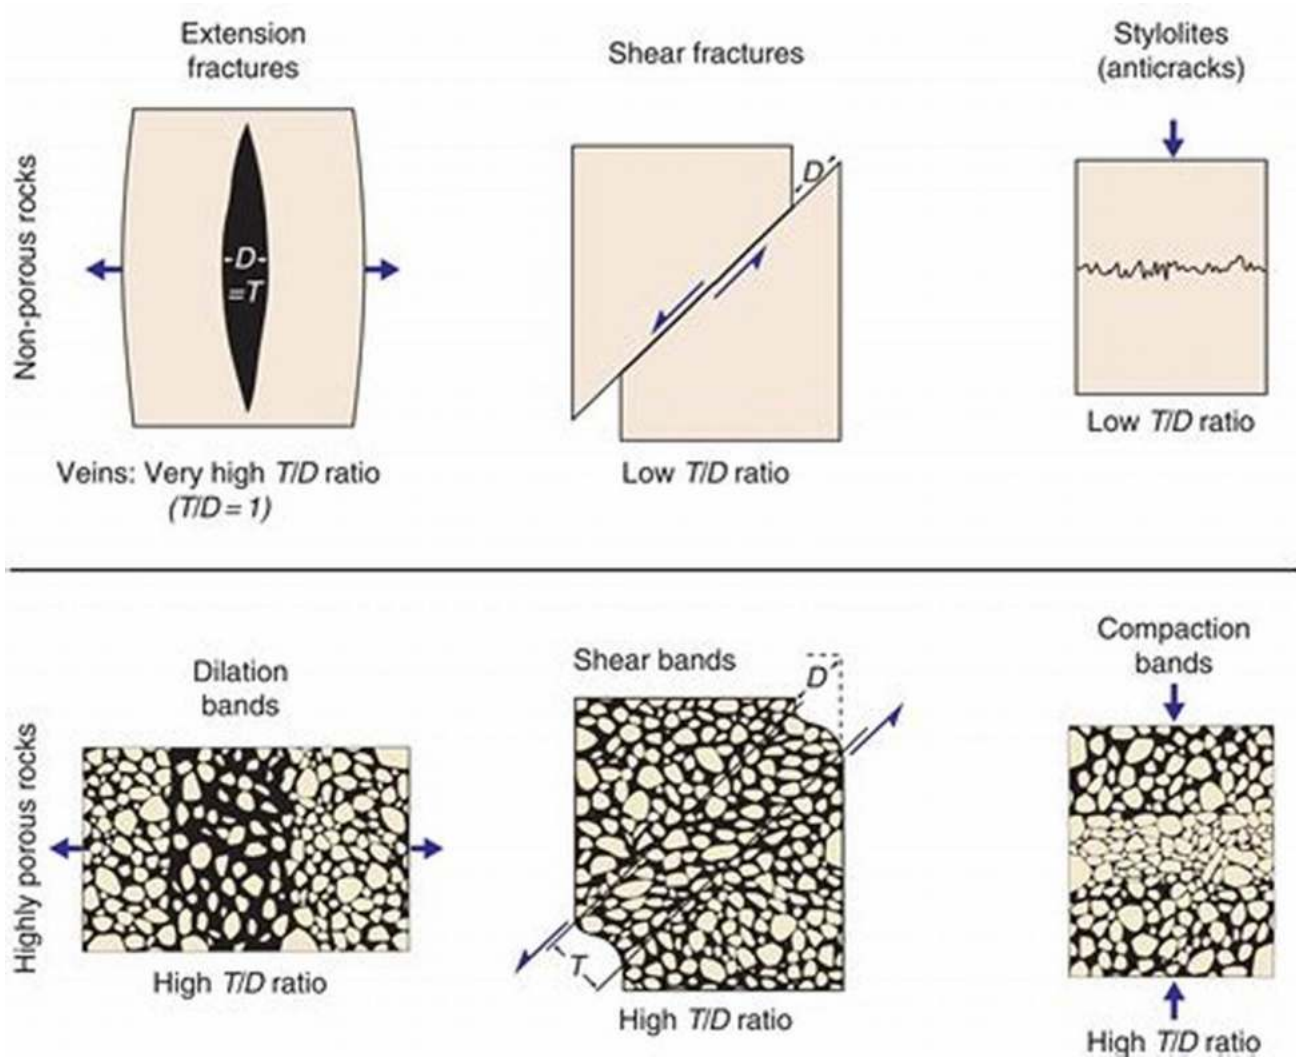 Extension
fractures
Shear fractures
Stylolites
(anticracks)
Non-porous rocks
-D-
=T
D
Veins: Very high T/D ratio
(T/D = 1)
Low T/D ratio
Low T/D ratio
Dilation
bands
Shear bands
Compaction
bands
Highly porous rocks
D
T
High T/D ratio
High T/D ratio
High T/D ratio